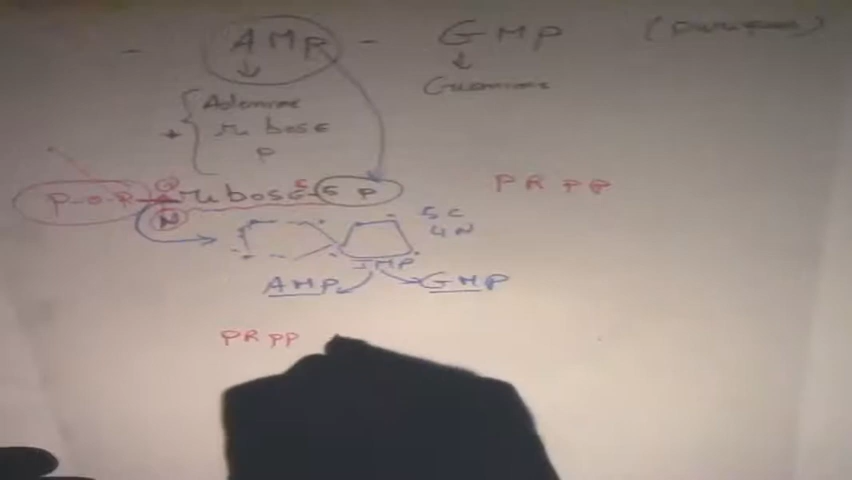 - AMP - GMP
Adenine Guanine
+ ribose
P
P-O-P ribose-5 P PRPP
N
5C
4N
IMP
AMP GMP
PRPP